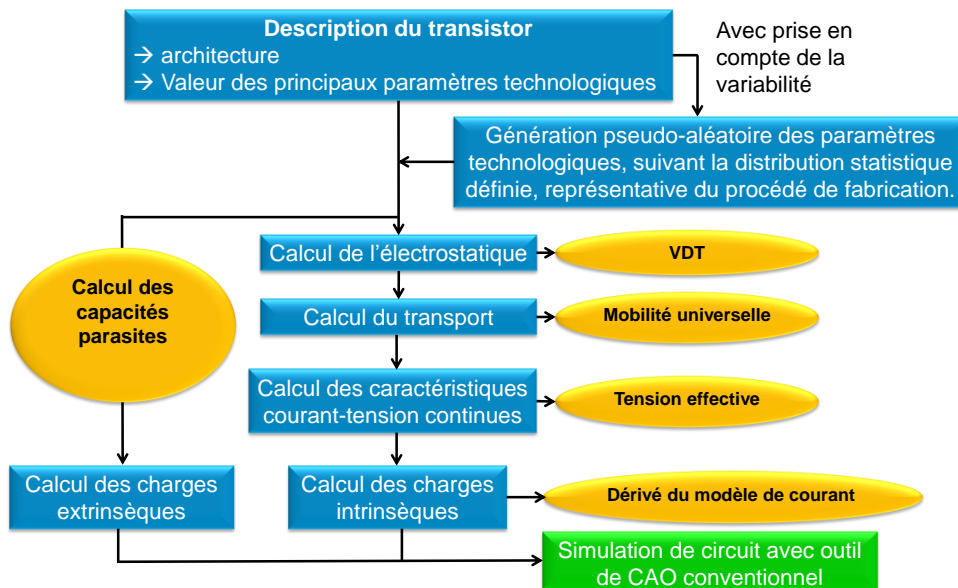 Description du transistor
→ architecture
→ Valeur des principaux paramètres technologiques
Avec prise en
compte de la
variabilité
Génération pseudo-aléatoire des paramètres
technologiques, suivant la distribution statistique
définie, représentative du procédé de fabrication.
Calcul de l’électrostatique
VDT
Calcul des
capacités
parasites
Calcul du transport
Mobilité universelle
Calcul des caractéristiques
courant-tension continues
Tension effective
Calcul des charges
extrinsèques
Calcul des charges
intrinsèques
Dérivé du modèle de courant
Simulation de circuit avec outil
de CAO conventionnel